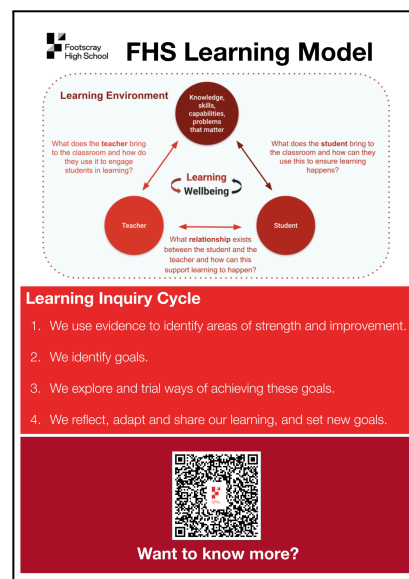 Footscray
High School
FHS Learning Model
Learning Environment
Knowledge,
skills,
capabilities,
problems
that matter
What does the teacher bring
to the classroom and how do
they use it to engage
students in learning?
What does the student bring to
the classroom and how can they
use this to ensure learning
happens?
Learning
Wellbeing
Teacher
Student
What relationship exists
between the student and the
teacher and how can this
support learning to happen?
Learning Inquiry Cycle
1. We use evidence to identify areas of strength and improvement.
2. We identify goals.
3. We explore and trial ways of achieving these goals.
4. We reflect, adapt and share our learning, and set new goals.
Want to know more?